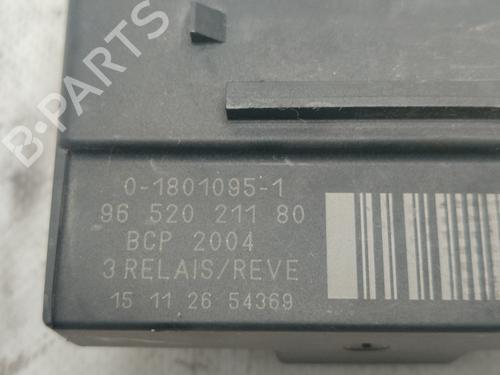 B-PARTS
0-1801095-1
96 520 211 80
BCP 2004
3 RELAIS/REVE
15 11 26 54369